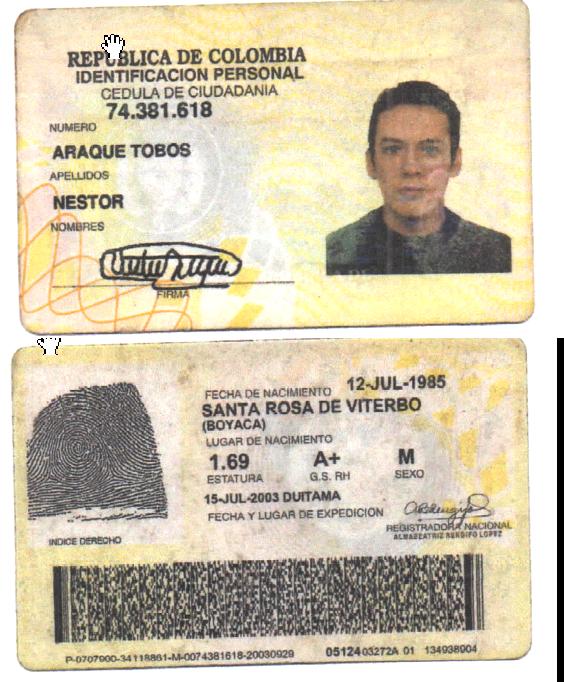 REPUBLICA DE COLOMBIA
IDENTIFICACION PERSONAL
CEDULA DE CIUDADANIA
74.381.618
NUMERO
ARAQUE TOBOS
APELLIDOS
NESTOR
NOMBRES
FIRMA
FECHA DE NACIMIENTO 12-JUL-1985
SANTA ROSA DE VITERBO
(BOYACA)
LUGAR DE NACIMIENTO
1.69 A+ M
ESTATURA G.S. RH SEXO
15-JUL-2003 DUITAMA
FECHA Y LUGAR DE EXPEDICION
REGISTRADORA NACIONAL
ALMABEATRIZ RENGIFO LOPEZ
INDICE DERECHO
P-0707900-34118861-M-0074381618-20030929 0512403272A 01 134938904